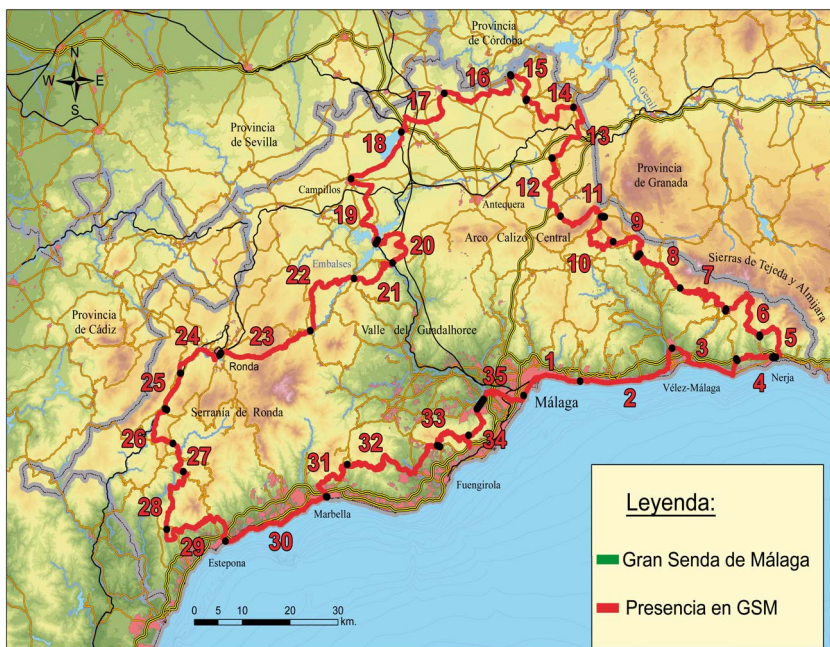 Provincia
de Córdoba
N
W E
S
15
16
17
14
Río Genil
13
18
Provincia
de Sevilla
Provincia
de Granada
12
Campillos
Antequera
11
19
Arco Calizo Central
9
10
20
8
Sierras de Tejeda y Almijara
Embalses
21
22
7
6
Provincia
de Cádiz
Valle del Guadalhorce
24
23
5
Ronda
3
1
35
Vélez-Málaga
4
Nerja
25
2
Málaga
Serranía de Ronda
33
26
34
27
32
31
Fuengirola
28
Marbella
29
30
Estepona
0 5 10 20 30
km.
Leyenda:
Gran Senda de Málaga
Presencia en GSM